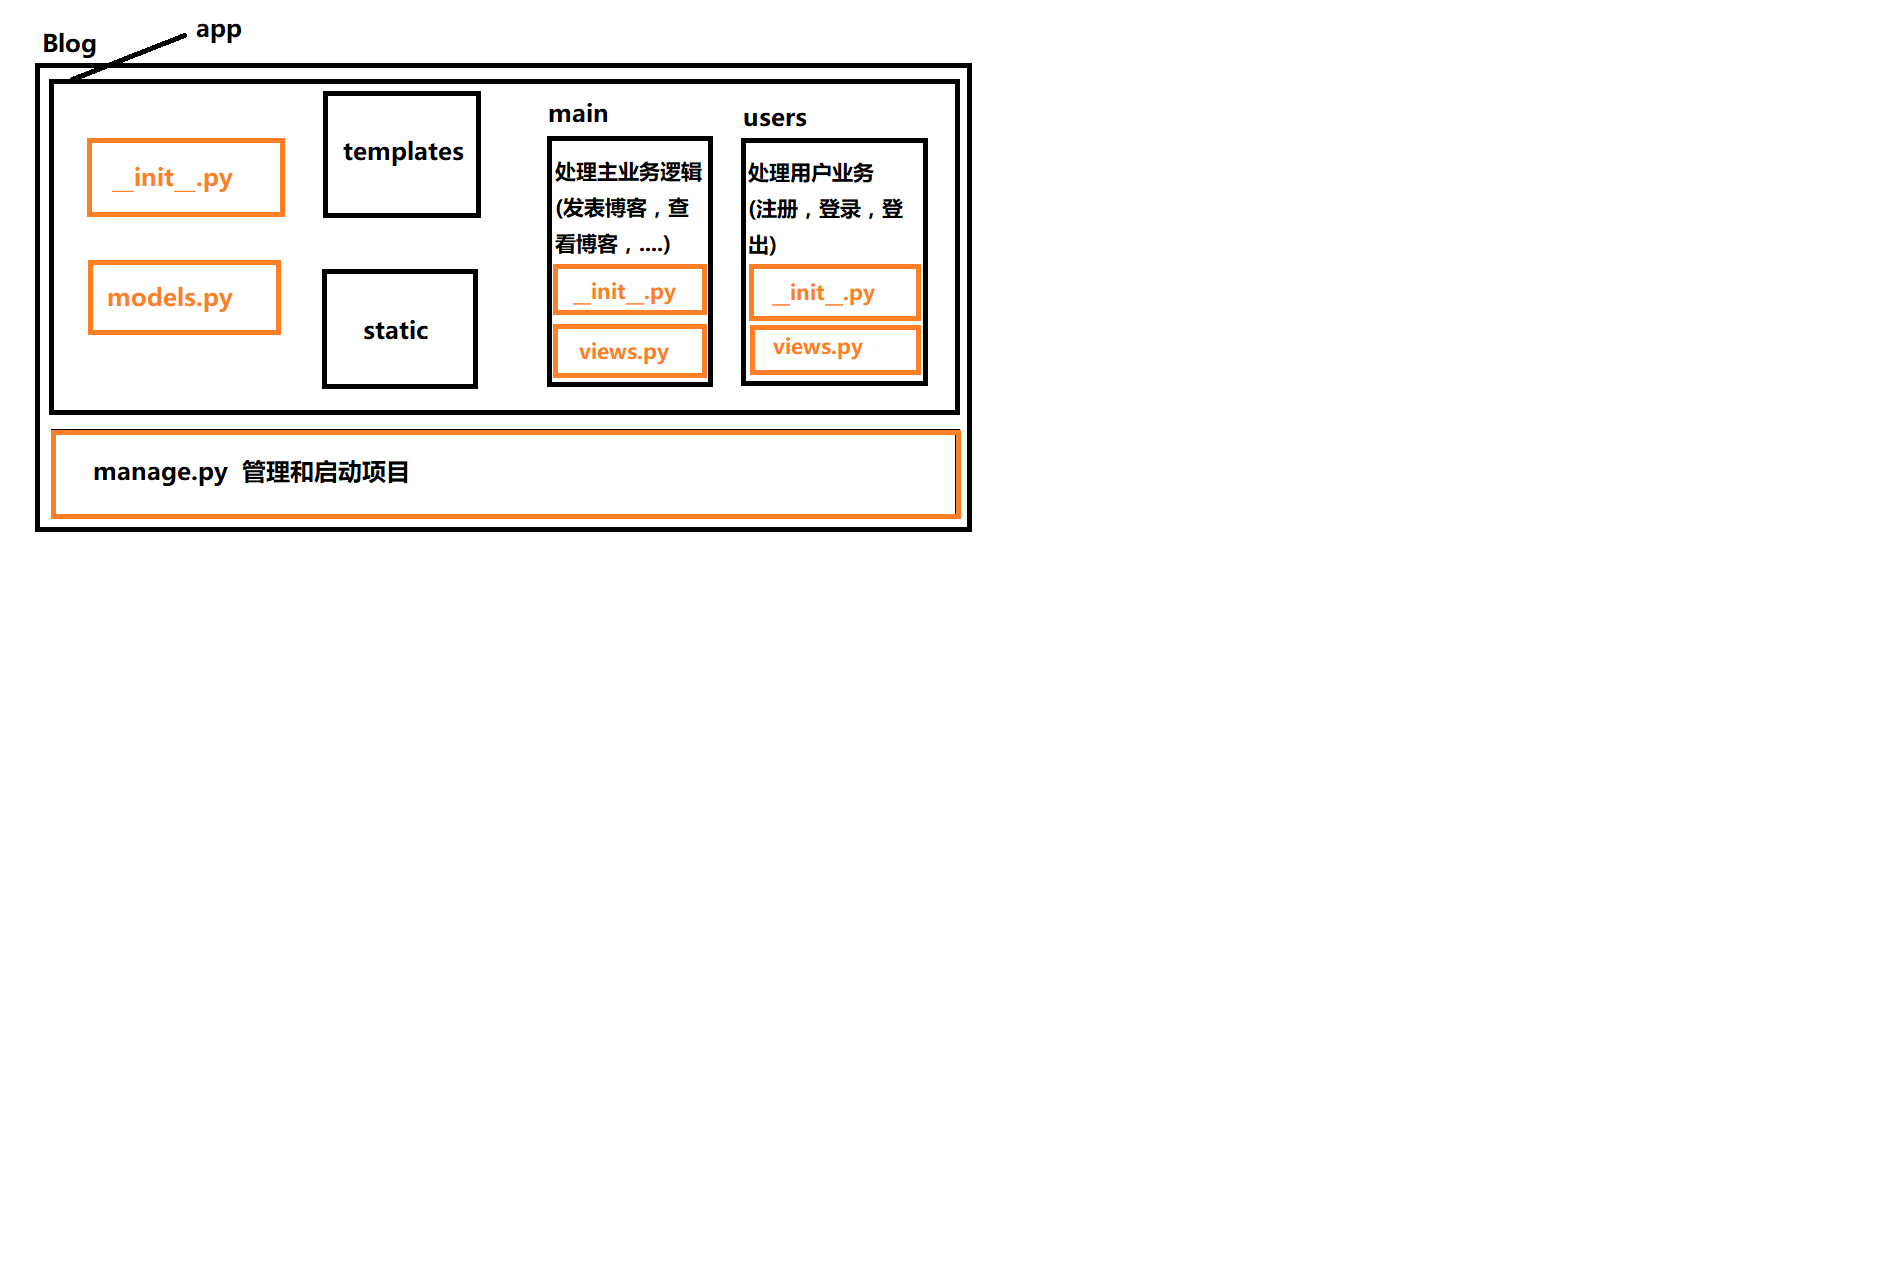 Blog
app
__init__.py
models.py
templates
static
main
处理主业务逻辑
(发表博客，查
看博客，....)
__init__.py
views.py
users
处理用户业务
(注册，登录，登
出)
__init__.py
views.py
manage.py 管理和启动项目